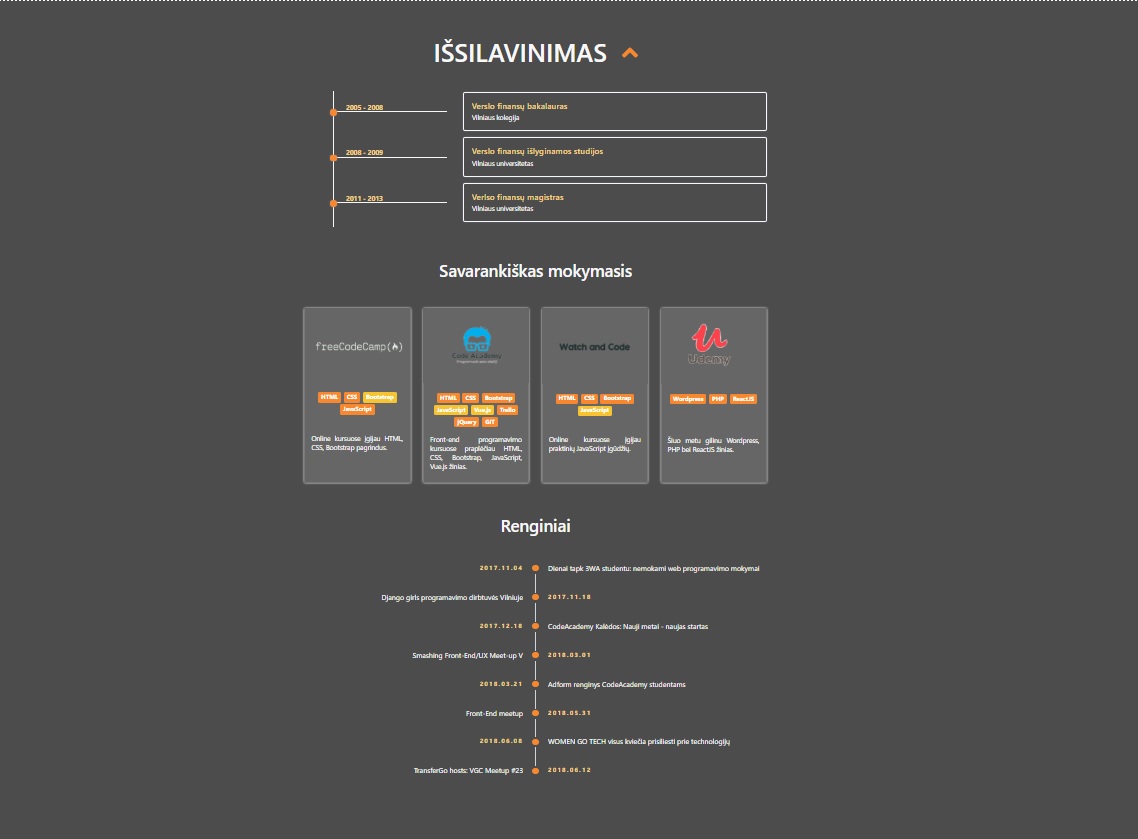 IŠSILAVINIMAS
2005 - 2008
Verslo finansų bakalauras
Vilniaus kolegija
2008 - 2009
Verslo finansų išlyginamos studijos
Vilniaus universitetas
2011 - 2013
Verlso finansų magistras
Vilniaus universitetas
Savarankiškas mokymasis
freeCodeCamp(🔥)
HTML CSS Bootstrap
JavaScript
Online kursuose įgijau HTML,
CSS, Bootstrap pagrindus.
Code Academy
HTML CSS Bootstrap
JavaScript Vue.js Trello
jQuery GIT
Front-end programavimo
kursuose praplėčiau HTML,
CSS, Bootstrap, JavaScript,
Vue.js žinias.
Watch and Code
HTML CSS Bootstrap
JavaScript
Online kursuose įgijau
praktinių JavaScript įgūdžių.
Udemy
Wordpress PHP ReactJS
Šiuo metu gilinu Wordpress,
PHP bei ReactJS žinias.
Renginiai
2017.11.04 Dienai tapk 3WA studentu: nemokami web programavimo mokymai
Django girls programavimo dirbtuvės Vilniuje 2017.11.18
2017.12.18 CodeAcademy Kalėdos: Nauji metai - naujas startas
Smashing Front-End/UX Meet-up V 2018.03.01
2018.03.21 Adform renginys CodeAcademy studentams
Front-End meetup 2018.05.31
2018.06.08 WOMEN GO TECH visus kviečia prisiliesti prie technologijų
TransferGo hosts: VGC Meetup #23 2018.06.12